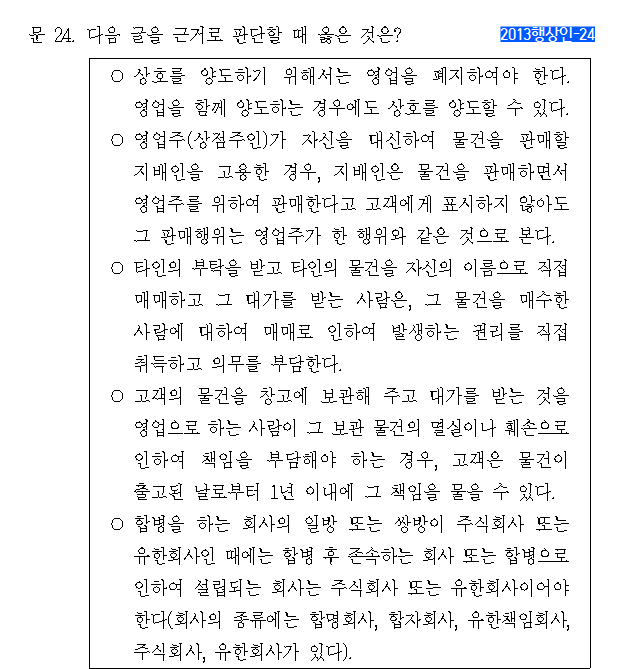 문 24. 다음 글을 근거로 판단할 때 옳은 것은? 2013행상인-24
○ 상호를 양도하기 위해서는 영업을 폐지하여야 한다.
영업을 함께 양도하는 경우에도 상호를 양도할 수 있다.
○ 영업주(상점주인)가 자신을 대신하여 물건을 판매할
지배인을 고용한 경우, 지배인은 물건을 판매하면서
영업주를 위하여 판매한다고 고객에게 표시하지 않아도
그 판매행위는 영업주가 한 행위와 같은 것으로 본다.
○ 타인의 부탁을 받고 타인의 물건을 자신의 이름으로 직접
매매하고 그 대가를 받는 사람은, 그 물건을 매수한
사람에 대하여 매매로 인하여 발생하는 권리를 직접
취득하고 의무를 부담한다.
○ 고객의 물건을 창고에 보관해 주고 대가를 받는 것을
영업으로 하는 사람이 그 보관 물건의 멸실이나 훼손으로
인하여 책임을 부담해야 하는 경우, 고객은 물건이
출고된 날로부터 1년 이내에 그 책임을 물을 수 있다.
○ 합병을 하는 회사의 일방 또는 쌍방이 주식회사 또는
유한회사인 때에는 합병 후 존속하는 회사 또는 합병으로
인하여 설립되는 회사는 주식회사 또는 유한회사이어야
한다(회사의 종류에는 합명회사, 합자회사, 유한책임회사,
주식회사, 유한회사가 있다).